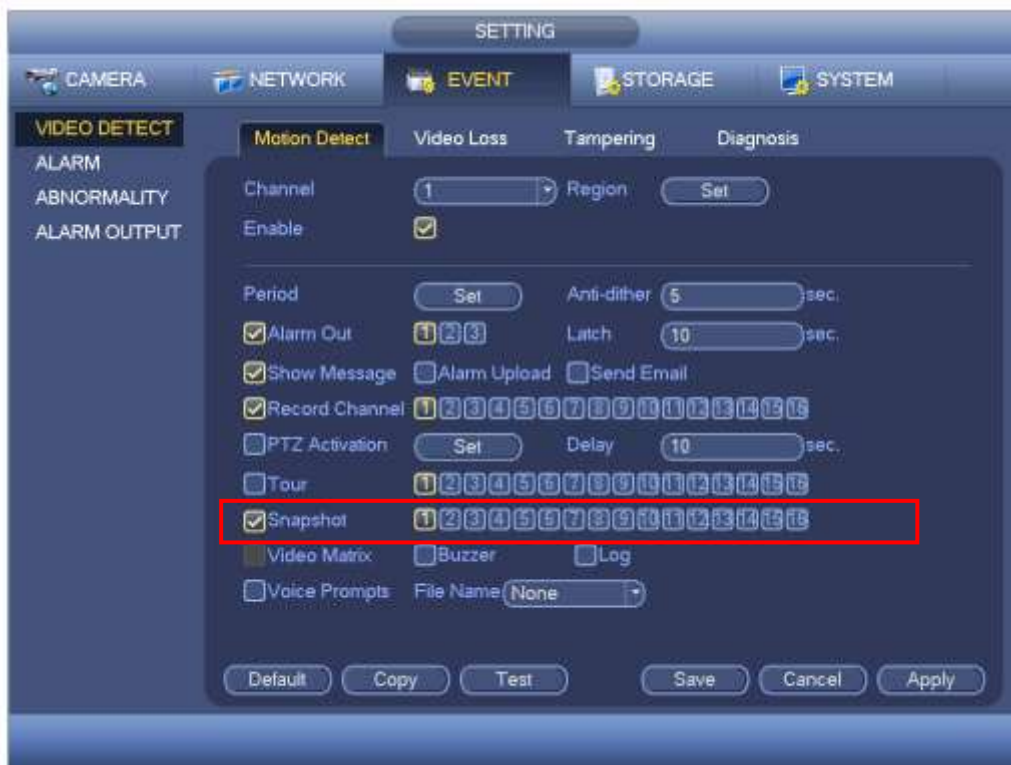 SETTING
CAMERA NETWORK EVENT STORAGE SYSTEM
VIDEO DETECT
ALARM
ABNORMALITY
ALARM OUTPUT
Motion Detect Video Loss Tampering Diagnosis
Channel 1 Region Set
Enable
Period Set Anti-dither 5 sec.
Alarm Out 1 2 3 Latch 10 sec.
Show Message Alarm Upload Send Email
Record Channel 1 2 3 4 5 6 7 8 9 10 11 12 13 14 15 16
PTZ Activation Set Delay 10 sec.
Tour 1 2 3 4 5 6 7 8 9 10 11 12 13 14 15 16
Snapshot 1 2 3 4 5 6 7 8 9 10 11 12 13 14 15 16
Video Matrix Buzzer Log
Voice Prompts File Name None
Default Copy Test Save Cancel Apply